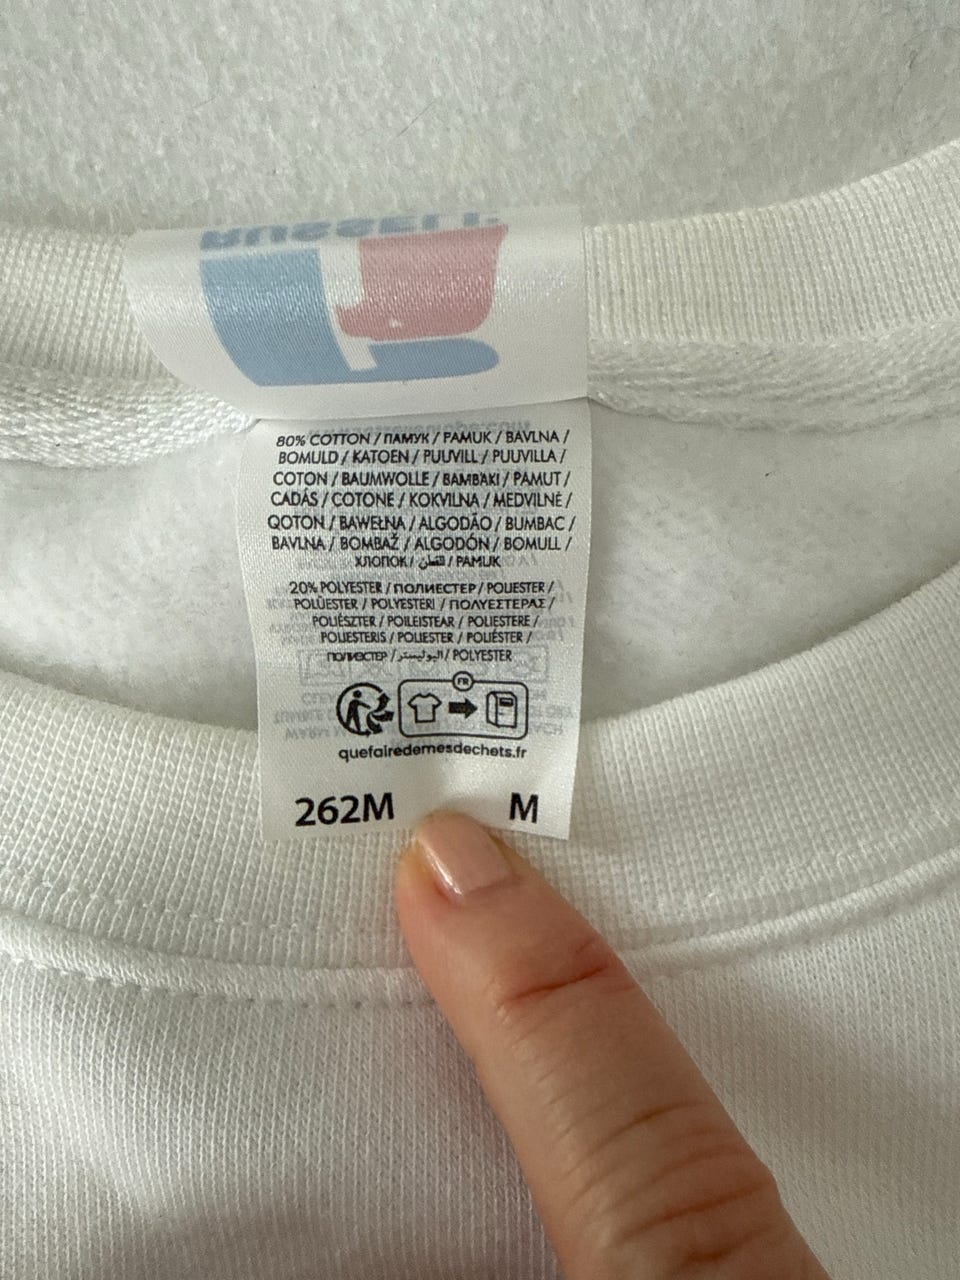 RUSSELL
80% COTTON / ПАМУК / PAMUK / BAVLNA /
BOMULD / KATOEN / PUUVILL / PUUVILLA /
COTON / BAUMWOLLE / ΒΑΜΒΑΚΙ / PAMUT /
CADÁS / COTONE / KOKVILNA / MEDVILNĖ /
QOTON / BAWEŁNA / ALGODÃO / BUMBAC /
BAVLNA / BOMBAŽ / ALGODÓN / BOMULL /
ХЛОПОК / القطن / PAMUK
20% POLYESTER / ПОЛИЕСТЕР / POLIESTER /
POLÜESTER / POLYESTERI / ΠΟΛΥΕΣΤΕΡΑΣ /
POLIÉSZTER / POILEISTEAR / POLIESTERE /
POLIESTERIS / POLIESTER / POLIÉSTER /
ПОЛИЭСТЕР / البوليستر / POLYESTER
FR
quefairedemesdechets.fr
262M M